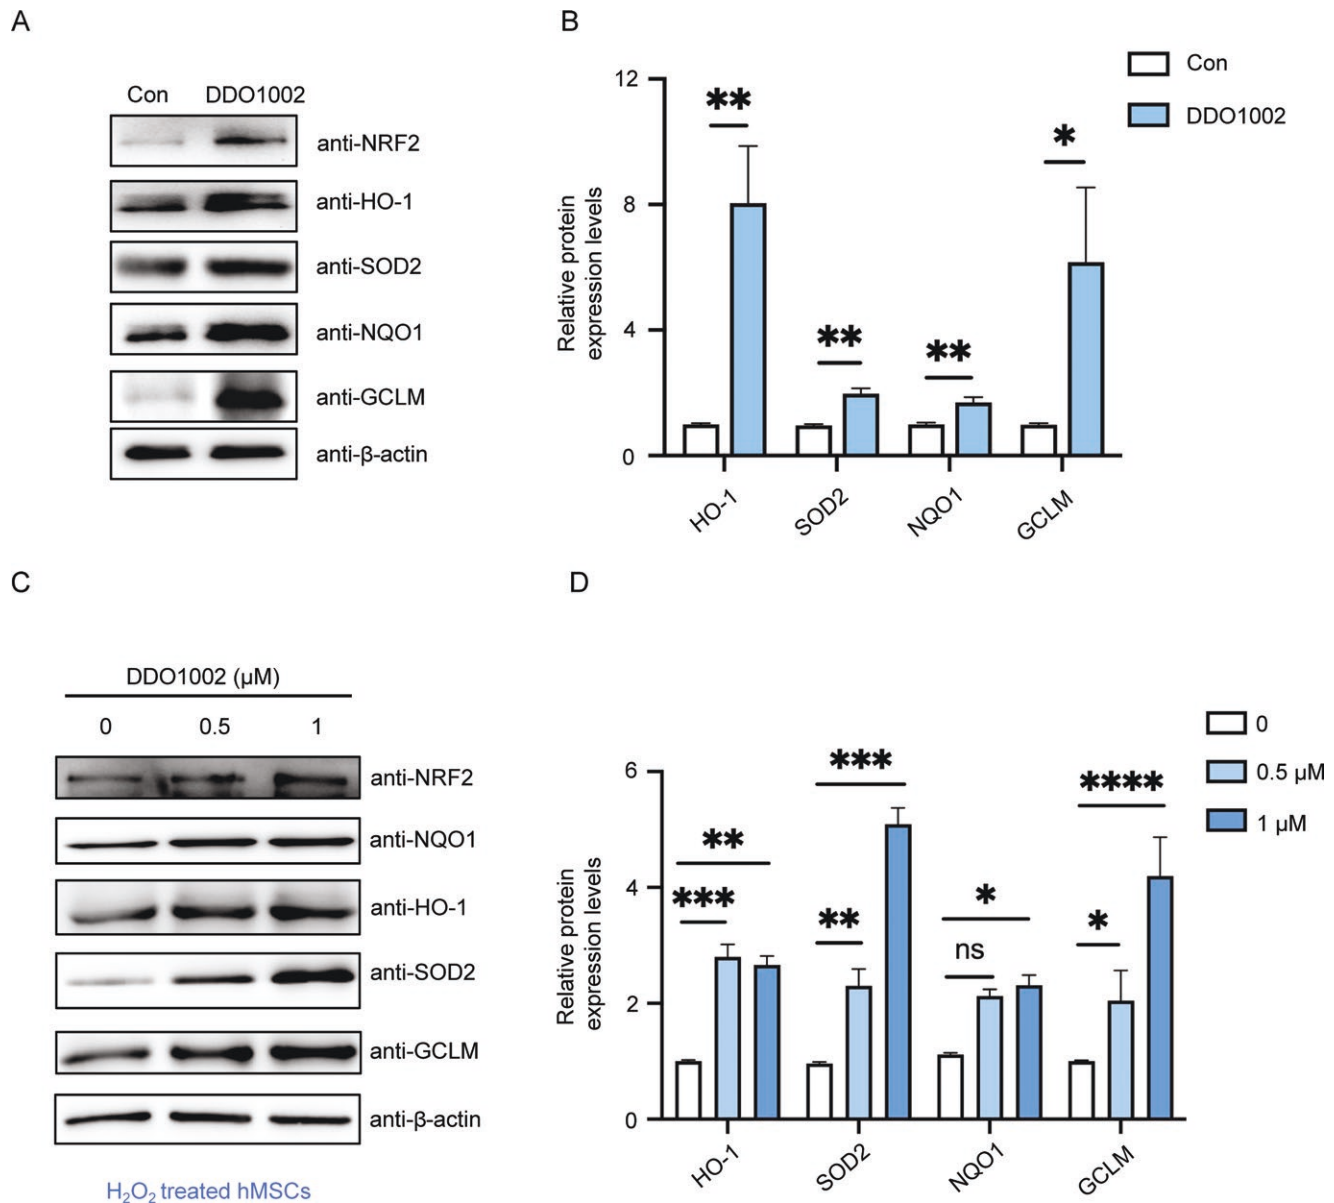 A
Con DDO1002
anti-NRF2
anti-HO-1
anti-SOD2
anti-NQO1
anti-GCLM
anti-β-actin
B
Relative protein
expression levels
12
8
4
0
** ** ** *
HO-1 SOD2 NQO1 GCLM
Con
DDO1002
C
DDO1002 (µM)
0 0.5 1
anti-NRF2
anti-NQO1
anti-HO-1
anti-SOD2
anti-GCLM
anti-β-actin
H₂O₂ treated hMSCs
D
Relative protein
expression levels
6
4
2
0
** *** * ****
*** ** ns *
HO-1 SOD2 NQO1 GCLM
0
0.5 µM
1 µM